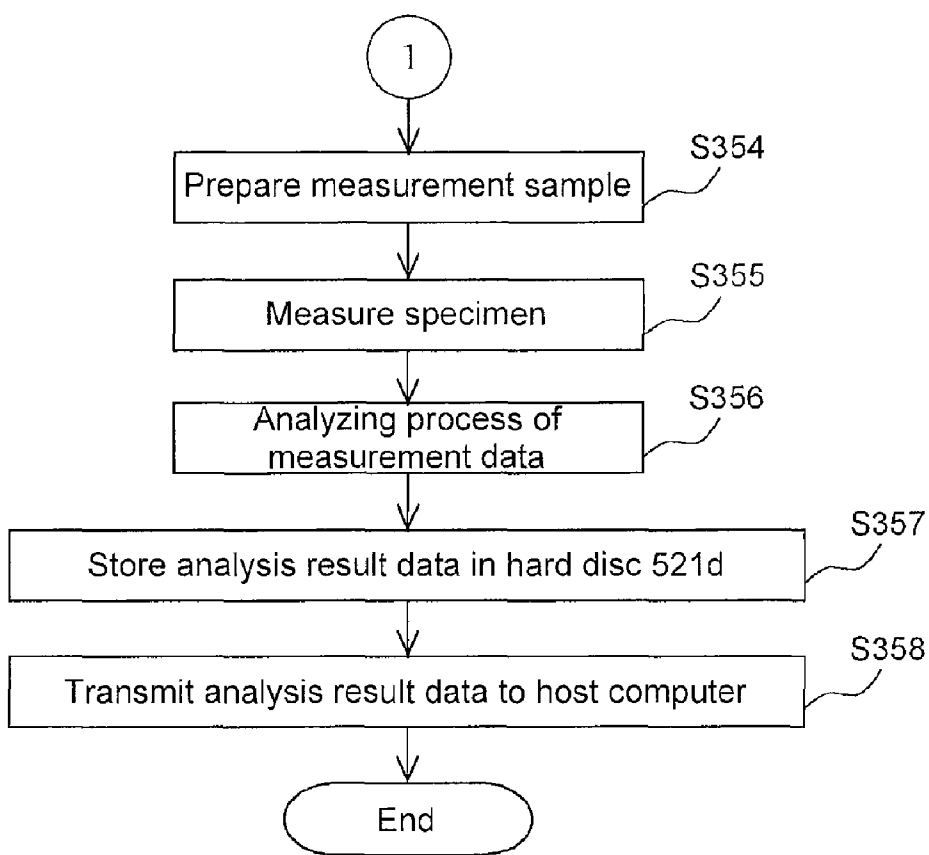 1
S354
Prepare measurement sample
S355
Measure specimen
S356
Analyzing process of
measurement data
S357
Store analysis result data in hard disc 521d
S358
Transmit analysis result data to host computer
End